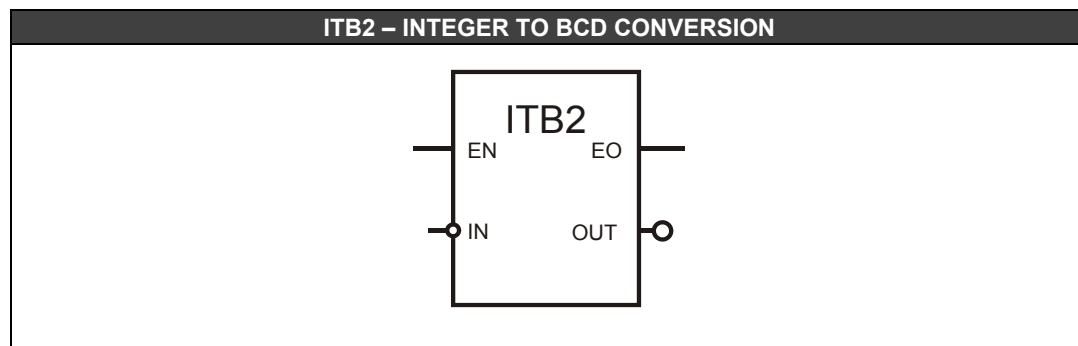 ITB2 – INTEGER TO BCD CONVERSION
ITB2
EN EO
IN OUT